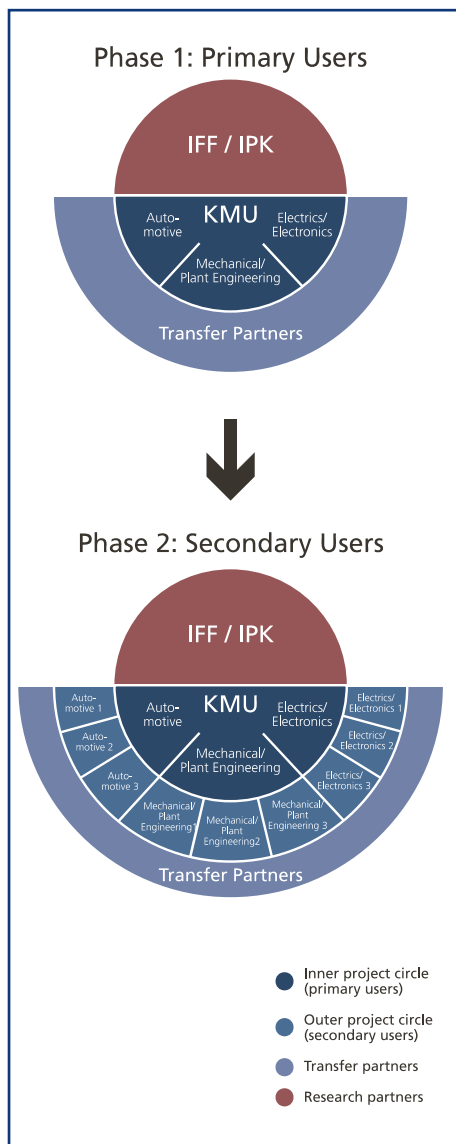 Phase 1: Primary Users
IFF / IPK
KMU
Auto-
motive
Electrics/
Electronics
Mechanical/
Plant Engineering
Transfer Partners
Phase 2: Secondary Users
IFF / IPK
KMU
Auto-
motive
Electrics/
Electronics
Mechanical/
Plant Engineering
Auto-
motive 1
Auto-
motive 2
Auto-
motive 3
Mechanical/
Plant
Engineering1
Mechanical/
Plant
Engineering2
Mechanical/
Plant
Engineering 3
Electrics/
Electronics 3
Electrics/
Electronics 2
Electrics/
Electronics 1
Transfer Partners
Inner project circle
(primary users)
Outer project circle
(secondary users)
Transfer partners
Research partners